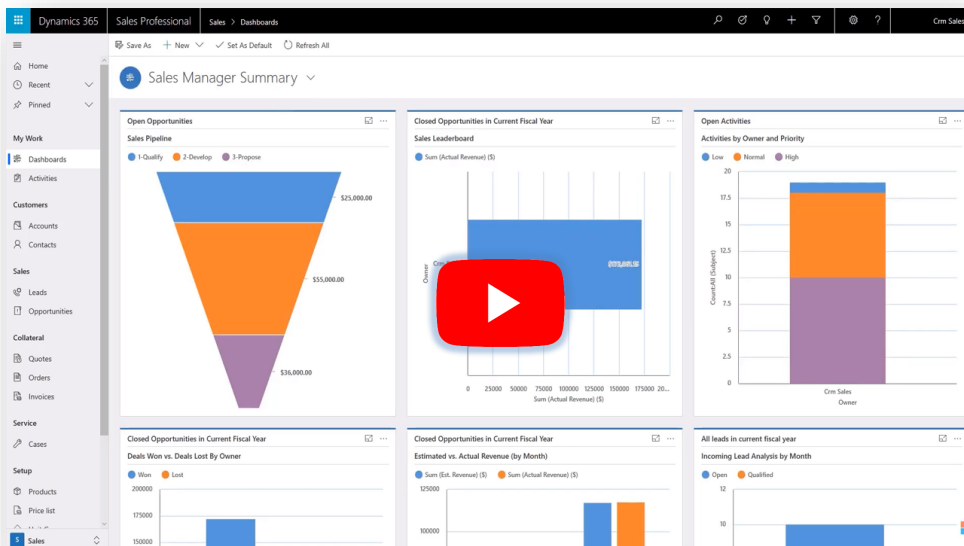 Dynamics 365
Sales Professional
Sales > Dashboards
Crm Sales
Save As
New
Set As Default
Refresh All
Home
Recent
Pinned
My Work
Dashboards
Activities
Customers
Accounts
Contacts
Sales
Leads
Opportunities
Collateral
Quotes
Orders
Invoices
Service
Cases
Setup
Products
Price list
S Sales
Sales Manager Summary
Open Opportunities
Sales Pipeline
1-Qualify 2-Develop 3-Propose
$25,000.00
$55,000.00
$36,000.00
Closed Opportunities in Current Fiscal Year
Sales Leaderboard
Sum (Actual Revenue) ($)
Owner
0 25000 50000 75000 100000 125000 150000 175000 20...
Sum (Actual Revenue) ($)
Open Activities
Activities by Owner and Priority
Low Normal High
Count:All (Subject)
20
17.5
15
12.5
10
7.5
5
2.5
0
Crm Sales
Owner
Closed Opportunities in Current Fiscal Year
Deals Won vs. Deals Lost By Owner
Won Lost
200000
175000
150000
Closed Opportunities in Current Fiscal Year
Estimated vs. Actual Revenue (by Month)
Sum (Est. Revenue) ($) Sum (Actual Revenue) ($)
125000
100000
All leads in current fiscal year
Incoming Lead Analysis by Month
Open Qualified
12
10